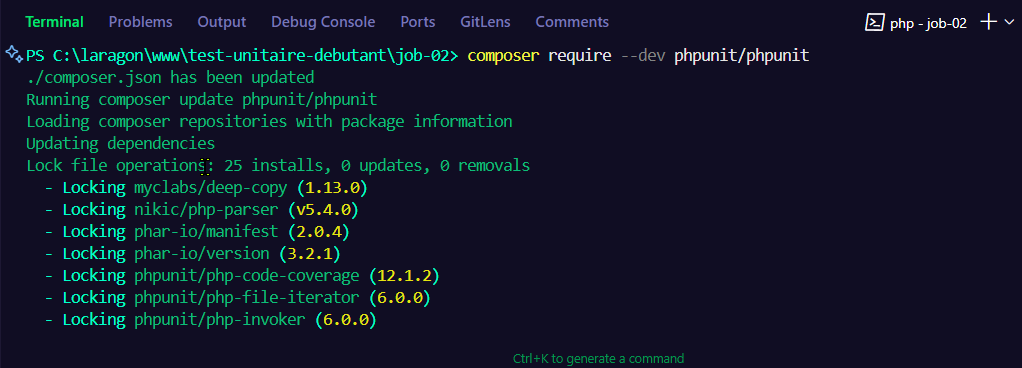 Terminal Problems Output Debug Console Ports GitLens Comments php - job-02
PS C:\laragon\www\test-unitaire-debutant\job-02> composer require --dev phpunit/phpunit
./composer.json has been updated
Running composer update phpunit/phpunit
Loading composer repositories with package information
Updating dependencies
Lock file operations: 25 installs, 0 updates, 0 removals
- Locking myclabs/deep-copy (1.13.0)
- Locking nikic/php-parser (v5.4.0)
- Locking phar-io/manifest (2.0.4)
- Locking phar-io/version (3.2.1)
- Locking phpunit/php-code-coverage (12.1.2)
- Locking phpunit/php-file-iterator (6.0.0)
- Locking phpunit/php-invoker (6.0.0)
Ctrl+K to generate a command